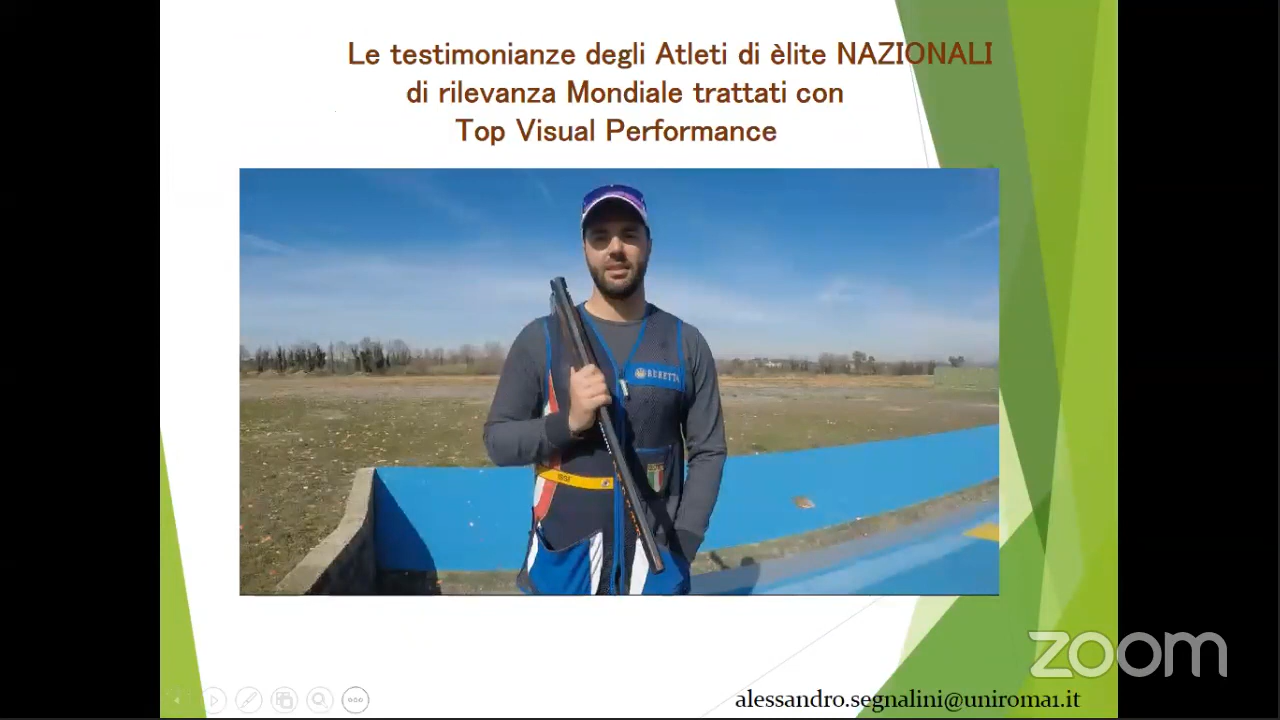 Le testimonianze degli Atleti di èlite NAZIONALI
di rilevanza Mondiale trattati con
Top Visual Performance
BERETTA
alessandro.segnalini@uniroma1.it
zoom